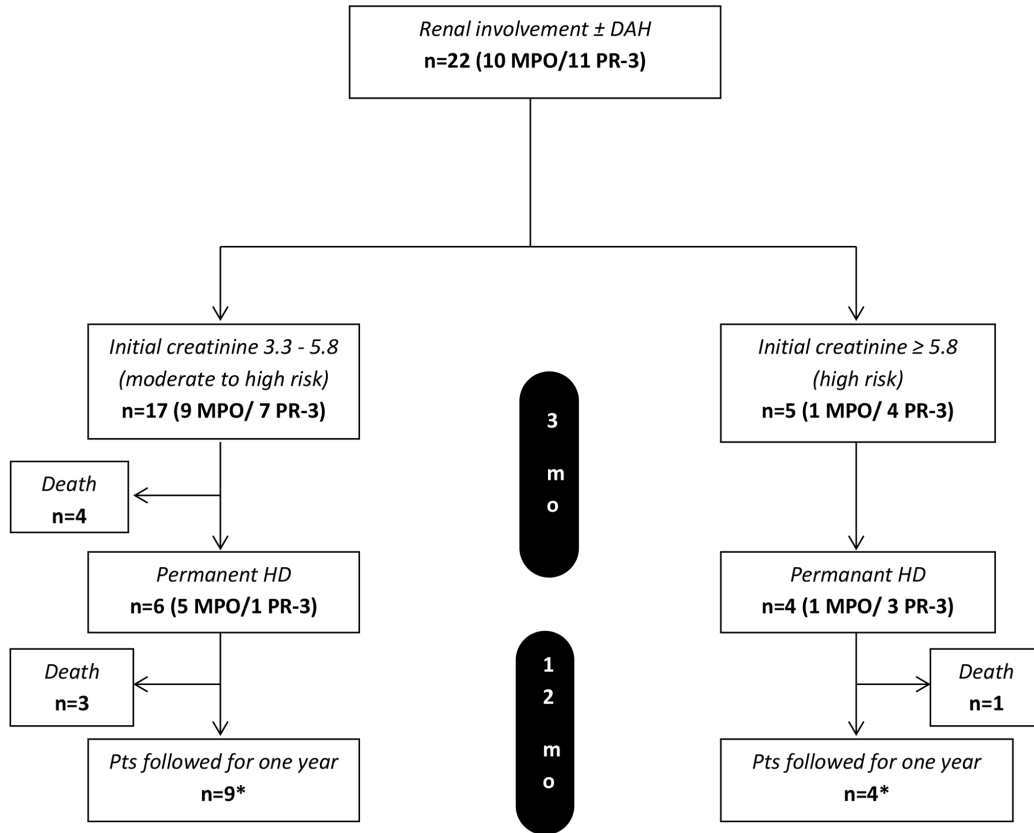 Renal involvement ± DAH
n=22 (10 MPO/11 PR-3)
Initial creatinine 3.3 - 5.8
(moderate to high risk)
n=17 (9 MPO/ 7 PR-3)
Initial creatinine ≥ 5.8
(high risk)
n=5 (1 MPO/ 4 PR-3)
3
m
o
Death
n=4
Permanent HD
n=6 (5 MPO/1 PR-3)
Permanant HD
n=4 (1 MPO/ 3 PR-3)
1
2
m
o
Death
n=3
Death
n=1
Pts followed for one year
n=9*
Pts followed for one year
n=4*